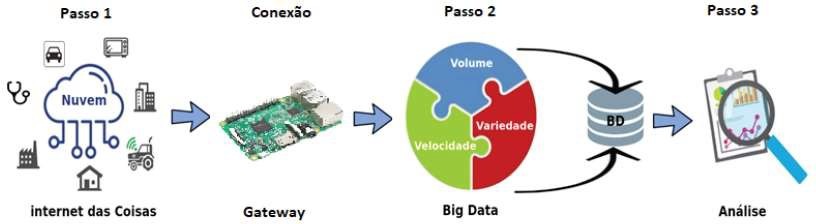 Passo 1
Conexão
Passo 2
Passo 3
Nuvem
Volume
Variedade
Velocidade
BD
internet das Coisas
Gateway
Big Data
Análise